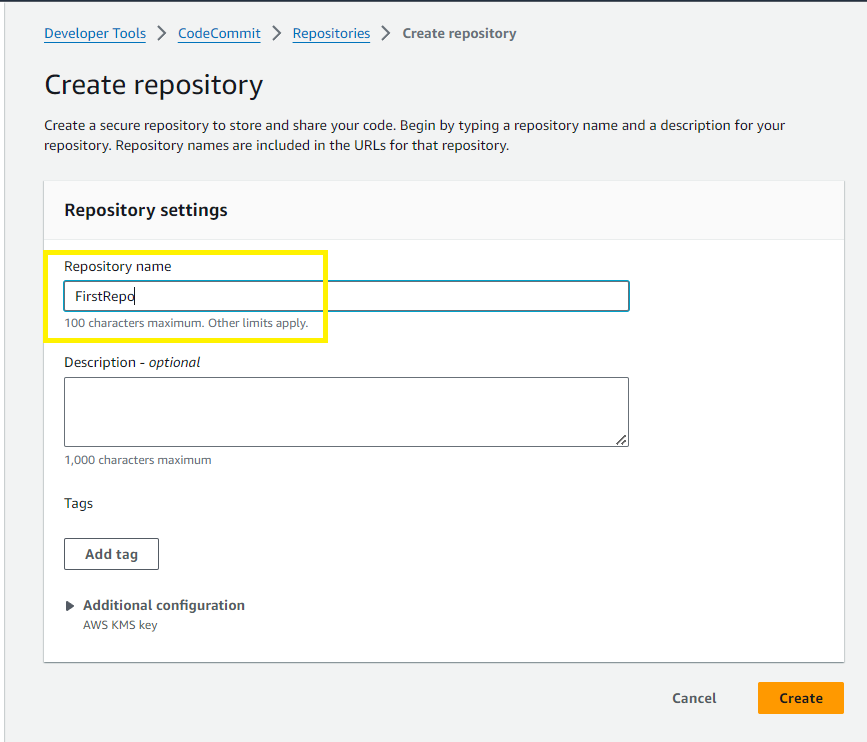 Developer Tools > CodeCommit > Repositories > Create repository
Create repository
Create a secure repository to store and share your code. Begin by typing a repository name and a description for your
repository. Repository names are included in the URLs for that repository.
Repository settings
Repository name
FirstRepo
100 characters maximum. Other limits apply.
Description - optional
1,000 characters maximum
Tags
Add tag
Additional configuration
AWS KMS key
Cancel Create